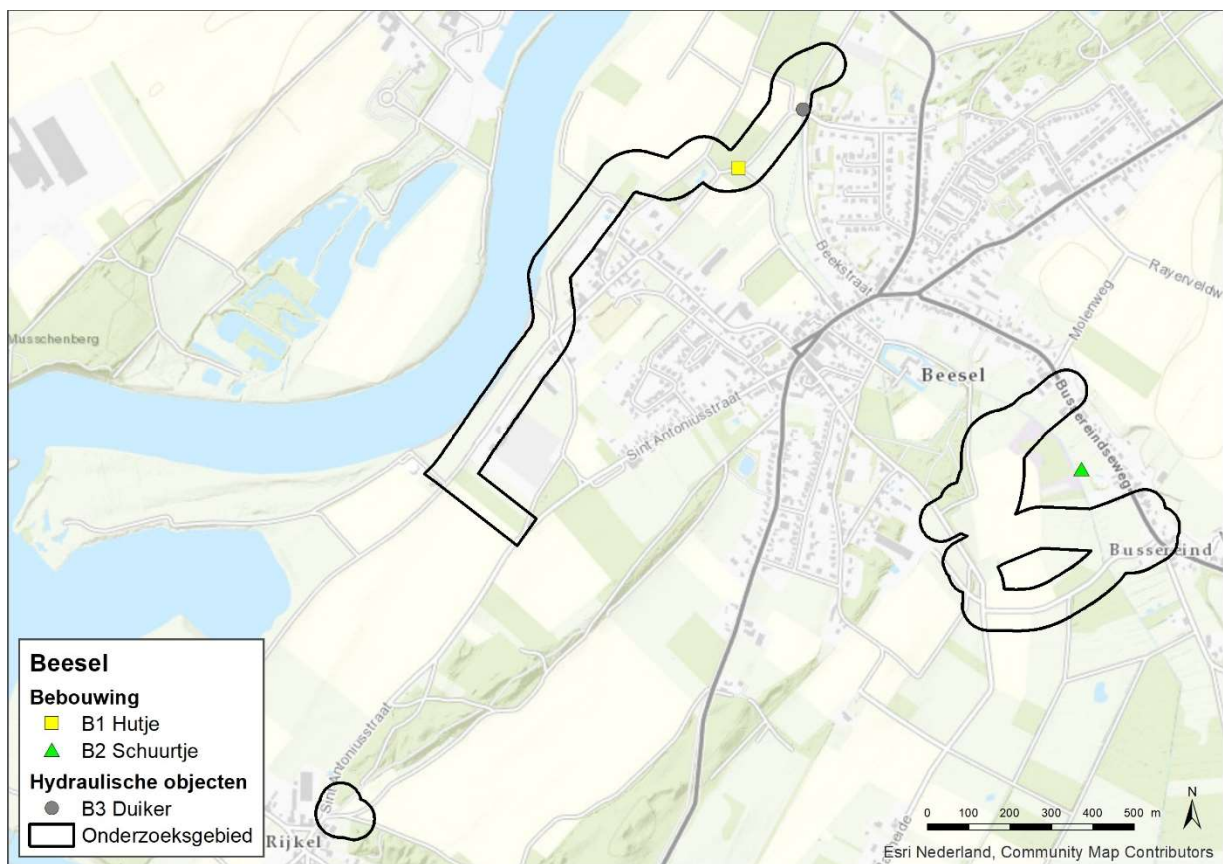 Beekstraat
Rayerveldw
Molenweg
Musschenberg
Beesel
Bussereindseweg
Sint Antoniusstraat
Bussereind
Sint Antoniusstraat
Rijkel
Beesel
Bebouwing
B1 Hutje
B2 Schuurtje
Hydraulische objecten
B3 Duiker
Onderzoeksgebied
N
0 100 200 300 400 500 m
Esri Nederland, Community Map Contributors